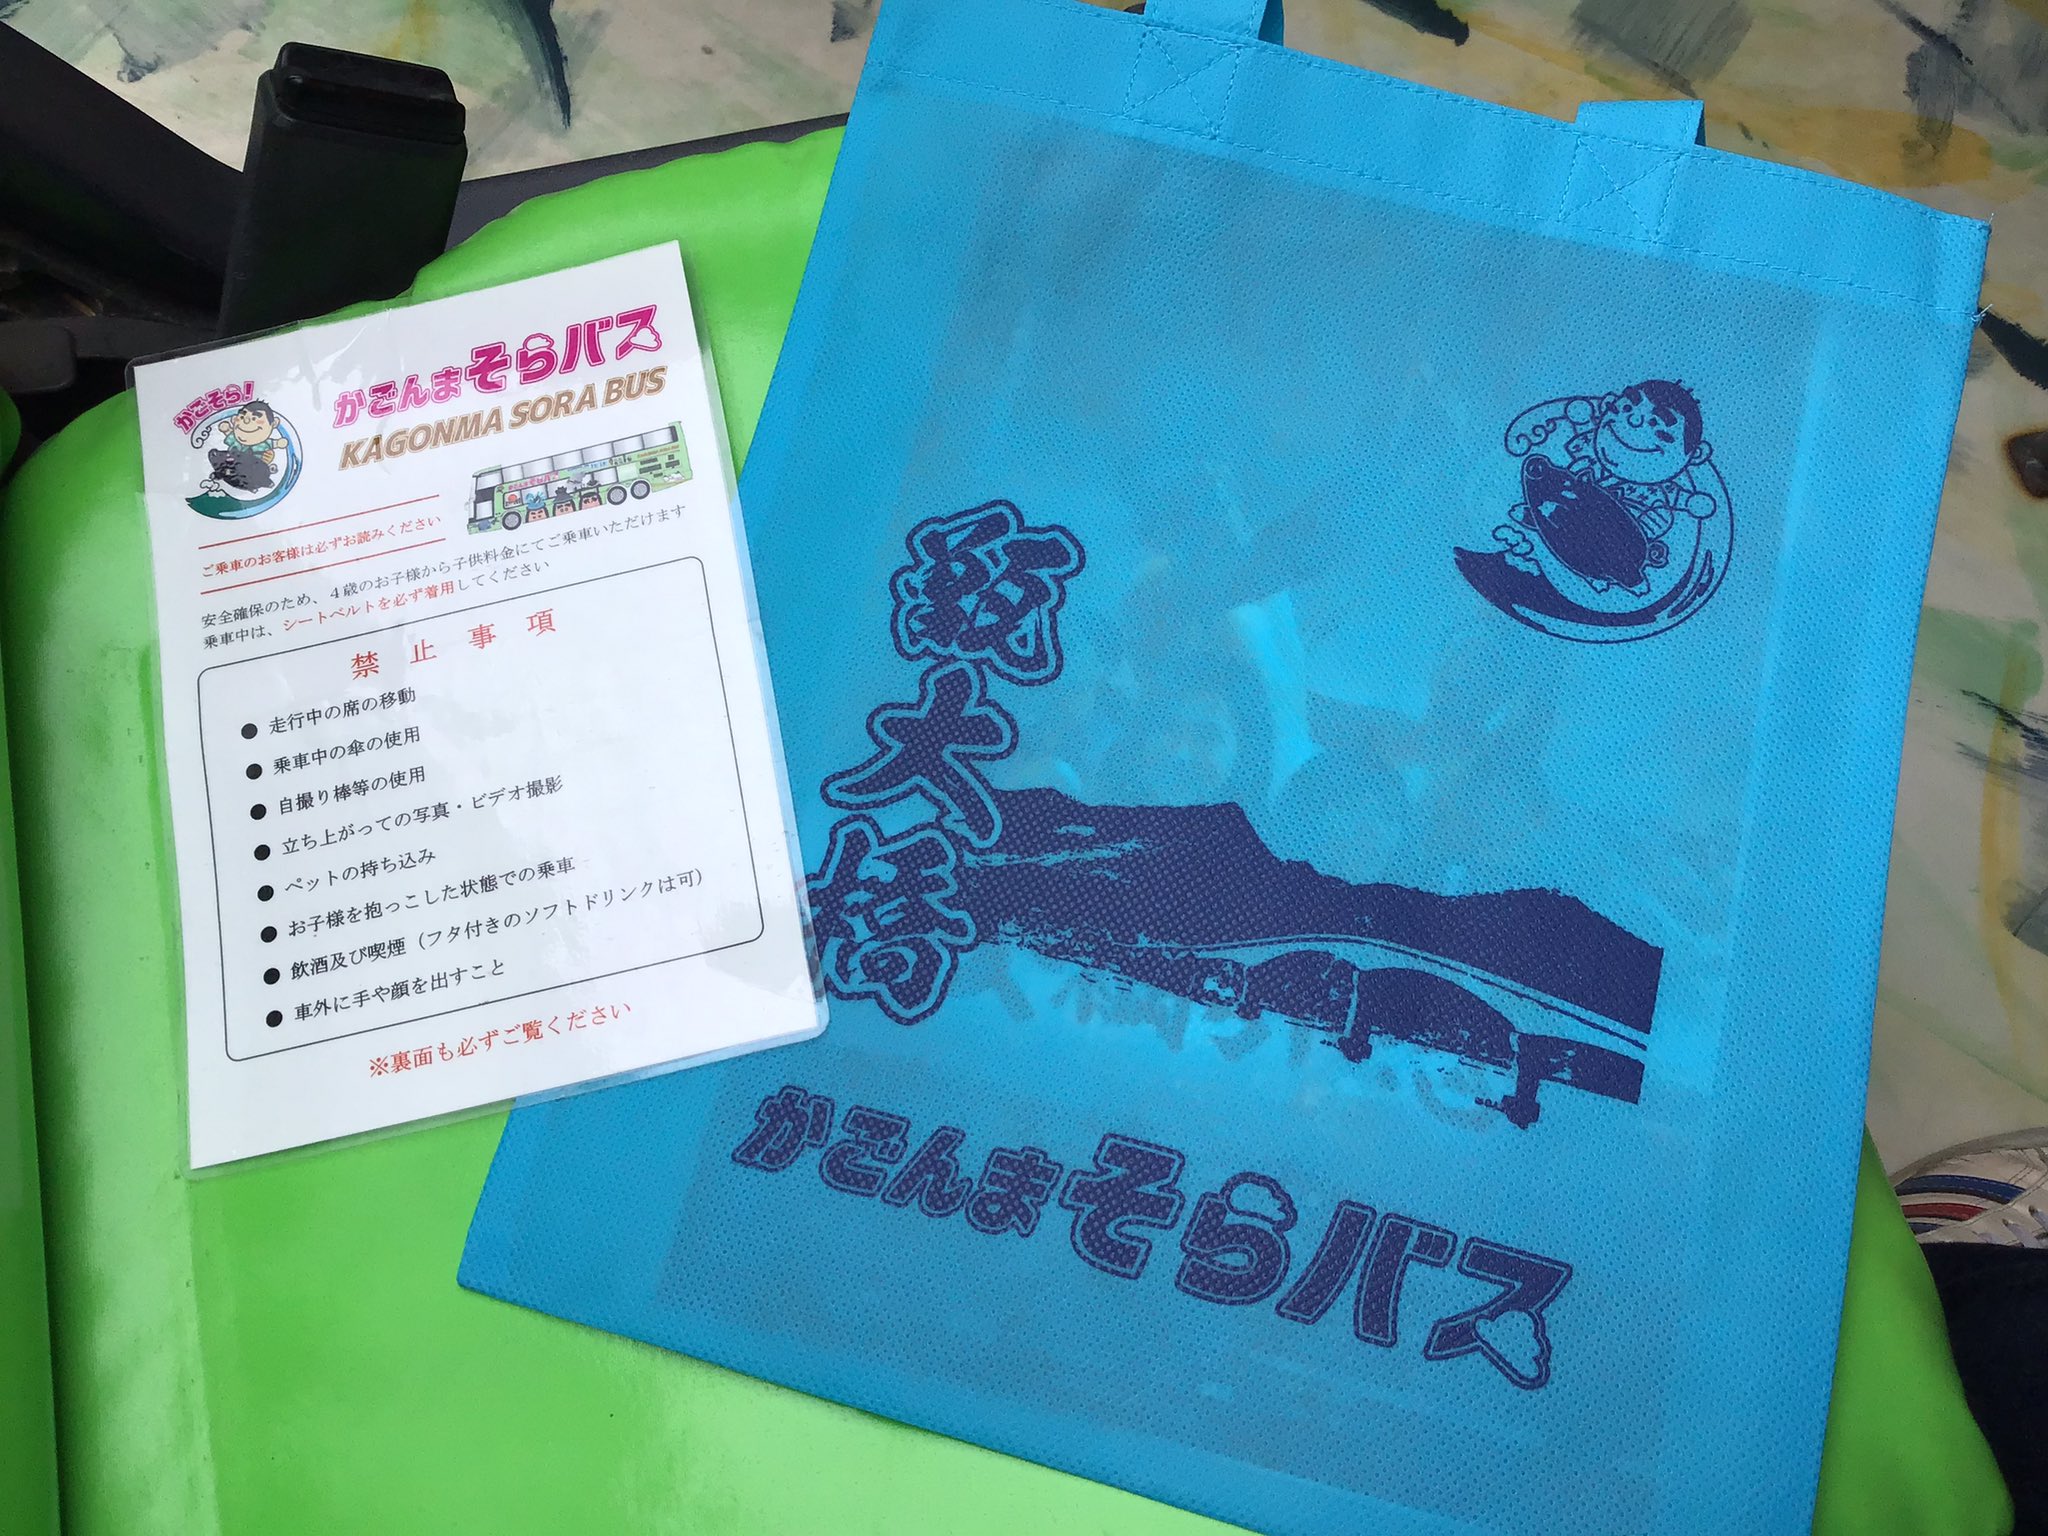 かごそら!
かごんまそらバス
KAGONMA SORA BUS
ご乗車のお客様は必ずお読みください
安全確保のため、4歳のお子様から子供料金にてご乗車いただけます
乗車中は、シートベルトを必ず着用してください
禁止事項
● 走行中の席の移動
● 乗車中の傘の使用
● 自撮り棒等の使用
● 立ち上がっての写真・ビデオ撮影
● ペットの持ち込み
● お子様を抱っこした状態での乗車
● 飲酒及び喫煙(フタ付きのソフトドリンクは可)
● 車外に手や顔を出すこと
※裏面も必ずご覧ください
大橋
かごんまそらバス